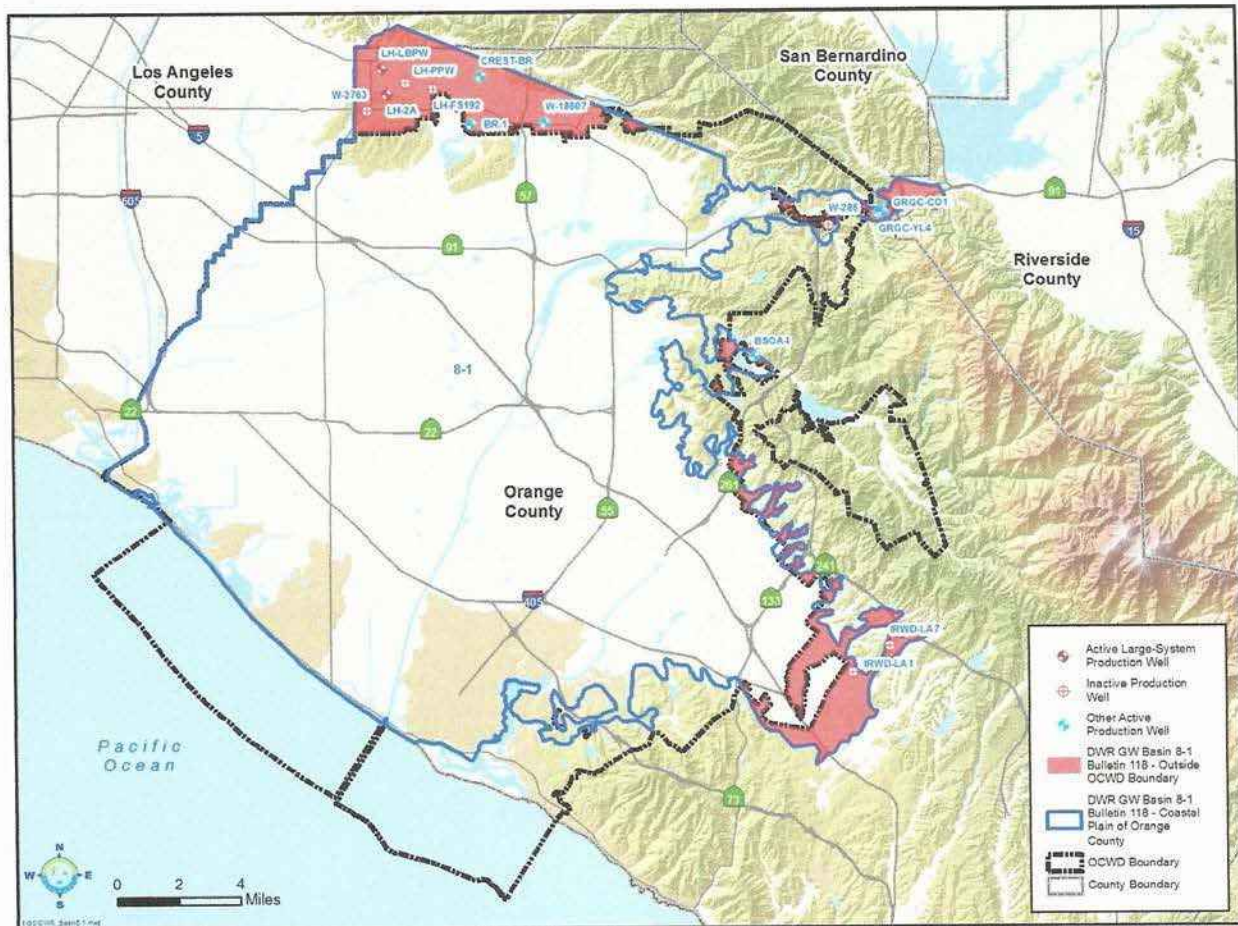 San Bernardino
County
Los Angeles
County
LH-LBPW
LH-PPW
CREST-BR
W-2763
LH-2A
LH-FS192
BR-1
W-18807
5
605
57
91
91
15
W-286
GRGC-CO1
GRGC-YL4
Riverside
County
BSOA-I
8-1
22
22
261
Orange
County
55
241
405
133
IRWD-LA7
IRWD-LA1
73
Pacific
Ocean
N
W
E
S
0
2
4
Miles
Active Large-System
Production Well
Inactive Production
Well
Other Active
Production Well
DWR GW Basin 8-1
Bulletin 118 - Outside
OCWD Boundary
DWR GW Basin 8-1
Bulletin 118 - Coastal
Plain of Orange
County
OCWD Boundary
County Boundary